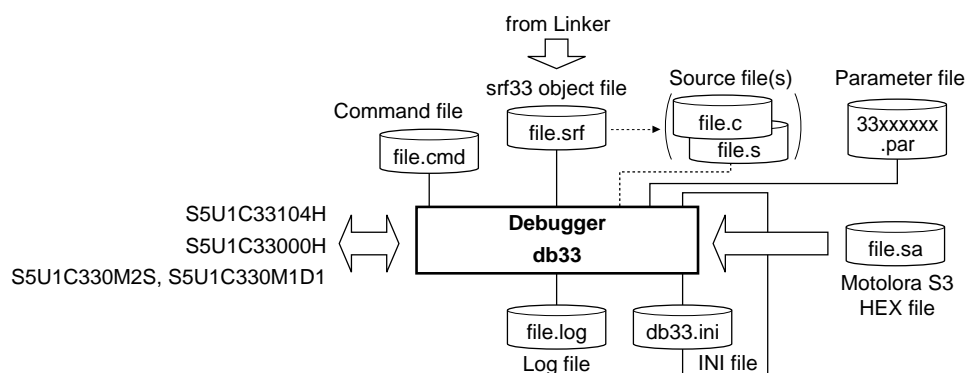 from Linker
srf33 object file
Source file(s)
Parameter file
Command file
file.srf
file.c
file.s
33xxxxxx
.par
file.cmd
S5U1C33104H
S5U1C33000H
S5U1C330M2S, S5U1C330M1D1
Debugger
db33
file.sa
Motolora S3
HEX file
file.log
db33.ini
Log file
INI file